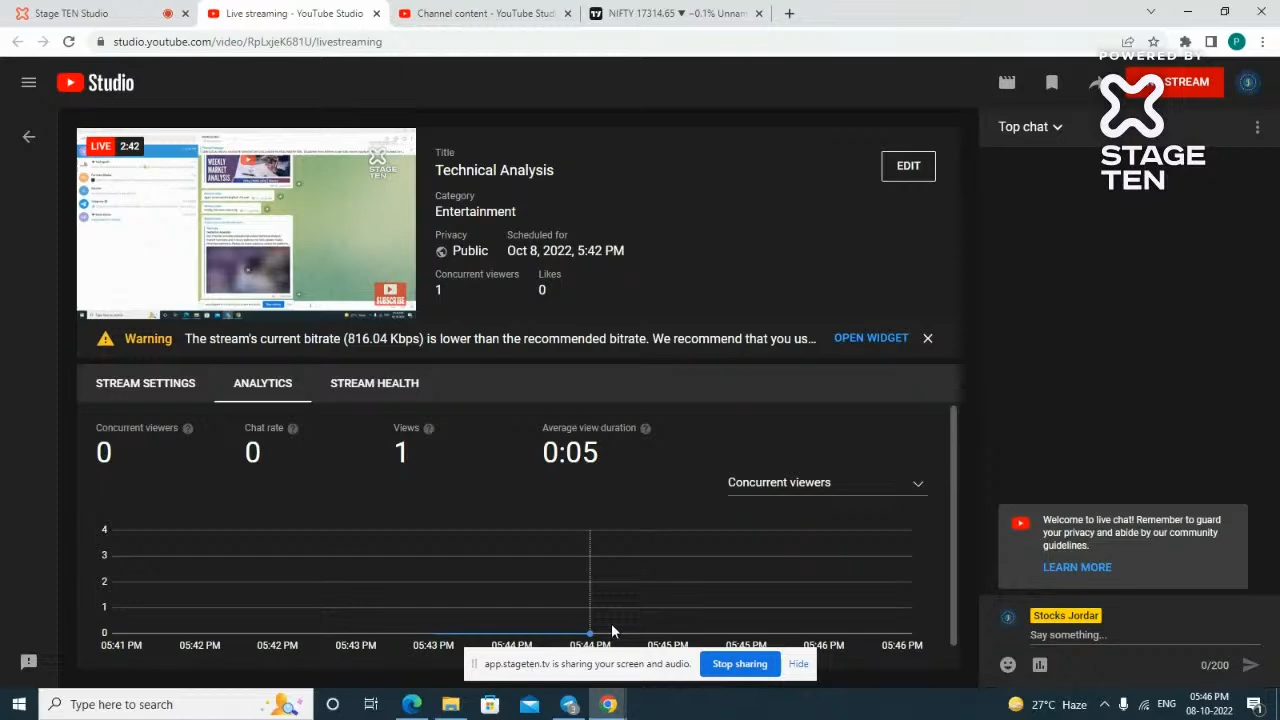 Stage TEN Studio
Live streaming - YouTube Studio
Channel content - YouTube Stud
NIFTY 4.65 ▼ −0.1% Unnam
studio.youtube.com/video/RpLxjeK681U/livestreaming
POWERED BY
Studio
STREAM
STAGE
TEN
Top chat
LIVE 2:42
WEEKLY
MARKET
ANALYSIS
STAGE
TEN
SUBSCRIBE
Title
Technical Analysis
EDIT
Category
Entertainment
Privacy
Scheduled for
Public
Oct 8, 2022, 5:42 PM
Concurrent viewers
Likes
1
0
Warning
The stream's current bitrate (816.04 Kbps) is lower than the recommended bitrate. We recommend that you us...
OPEN WIDGET
STREAM SETTINGS
ANALYTICS
STREAM HEALTH
Concurrent viewers
Chat rate
Views
Average view duration
0
0
1
0:05
Concurrent viewers
4
3
2
1
0
05:41 PM
05:42 PM
05:42 PM
05:43 PM
05:43 PM
05:44 PM
05:44 PM
05:45 PM
05:45 PM
05:46 PM
05:46 PM
Welcome to live chat! Remember to guard
your privacy and abide by our community
guidelines.
LEARN MORE
Stocks Jordar
Say something...
0/200
app.stageten.tv is sharing your screen and audio.
Stop sharing
Hide
Type here to search
27°C Haze
ENG
05:46 PM
08-10-2022